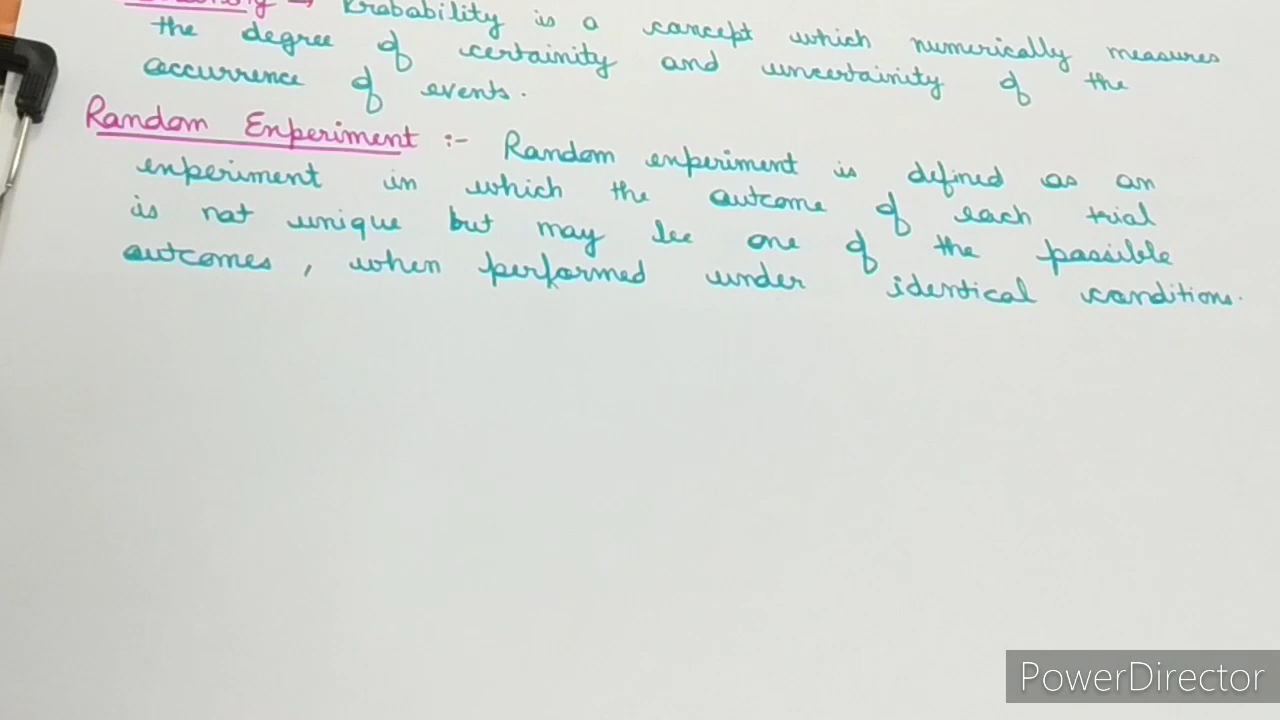 Probability is a concept which numerically measures
the degree of certainity and uncertainity of the
occurrence of events.
Random Experiment :- Random experiment is defined as an
experiment in which the outcome of each trial
is not unique but may be one of the possible
outcomes, when performed under identical conditions.
PowerDirector